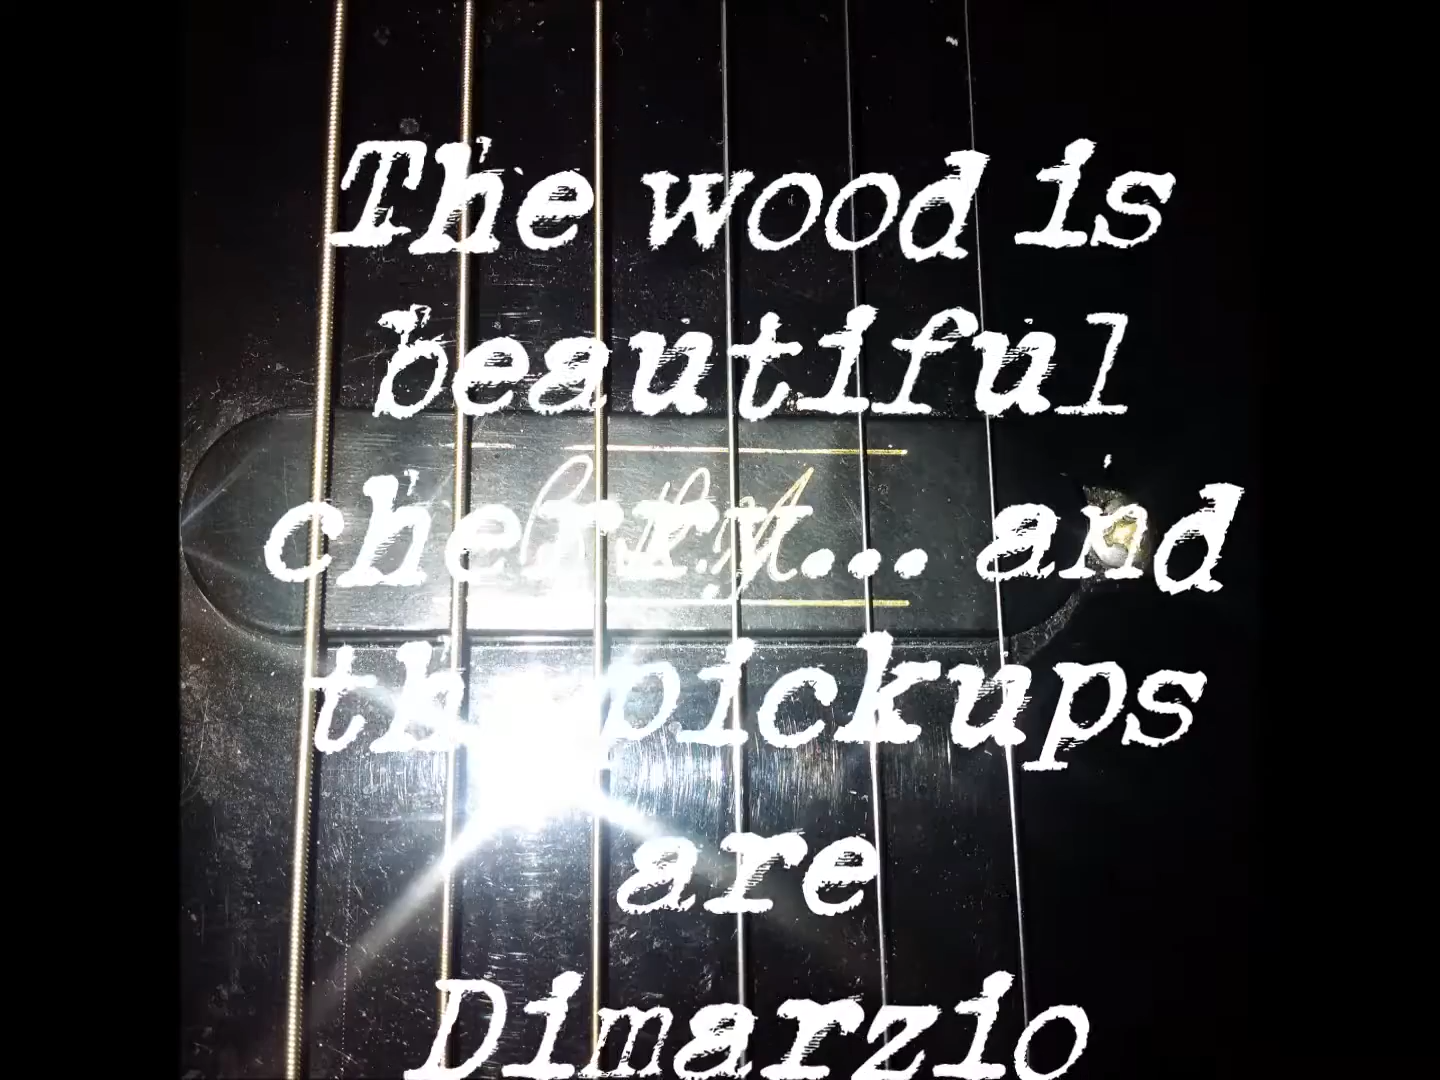 The wood is
beautiful
cherry... and
the pickups
are
Dimarzio